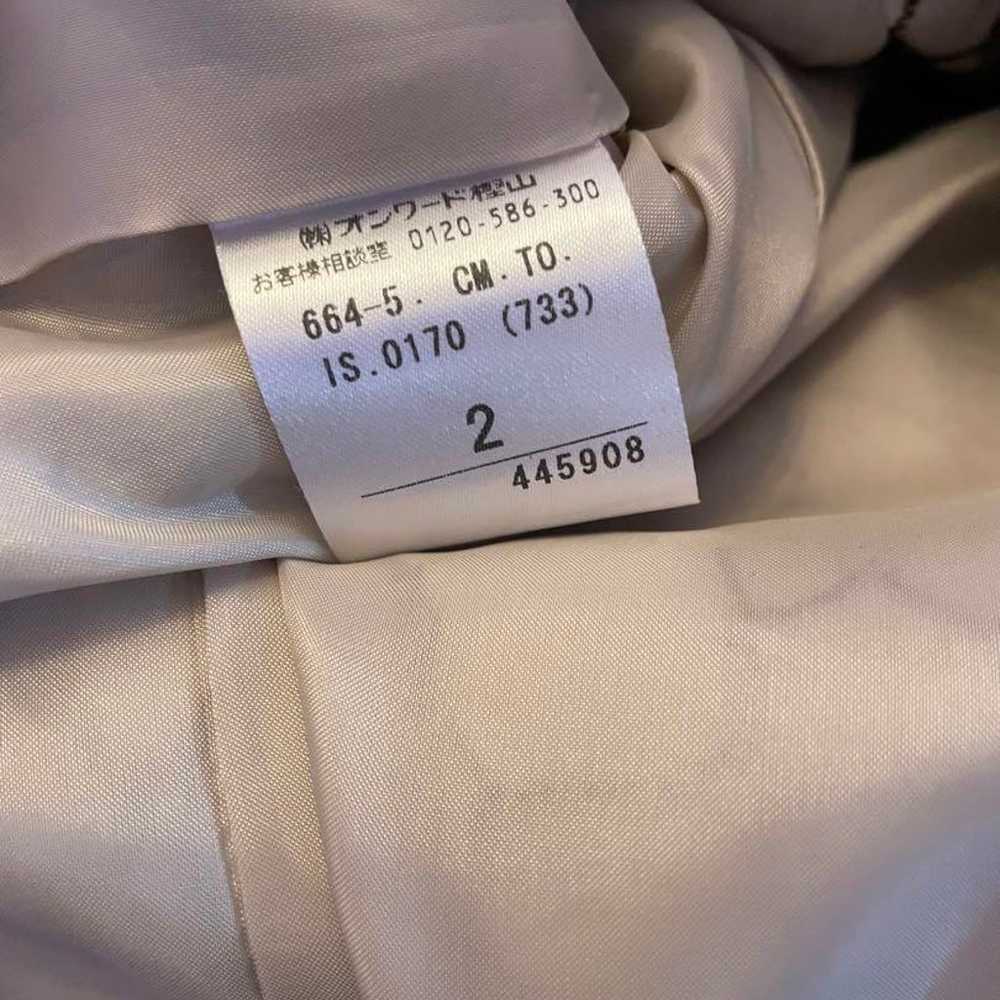 ㈱オンワード樫山
お客様相談室 0120-586-300
664-5. CM.TO.
IS.0170 (733)
2
445908